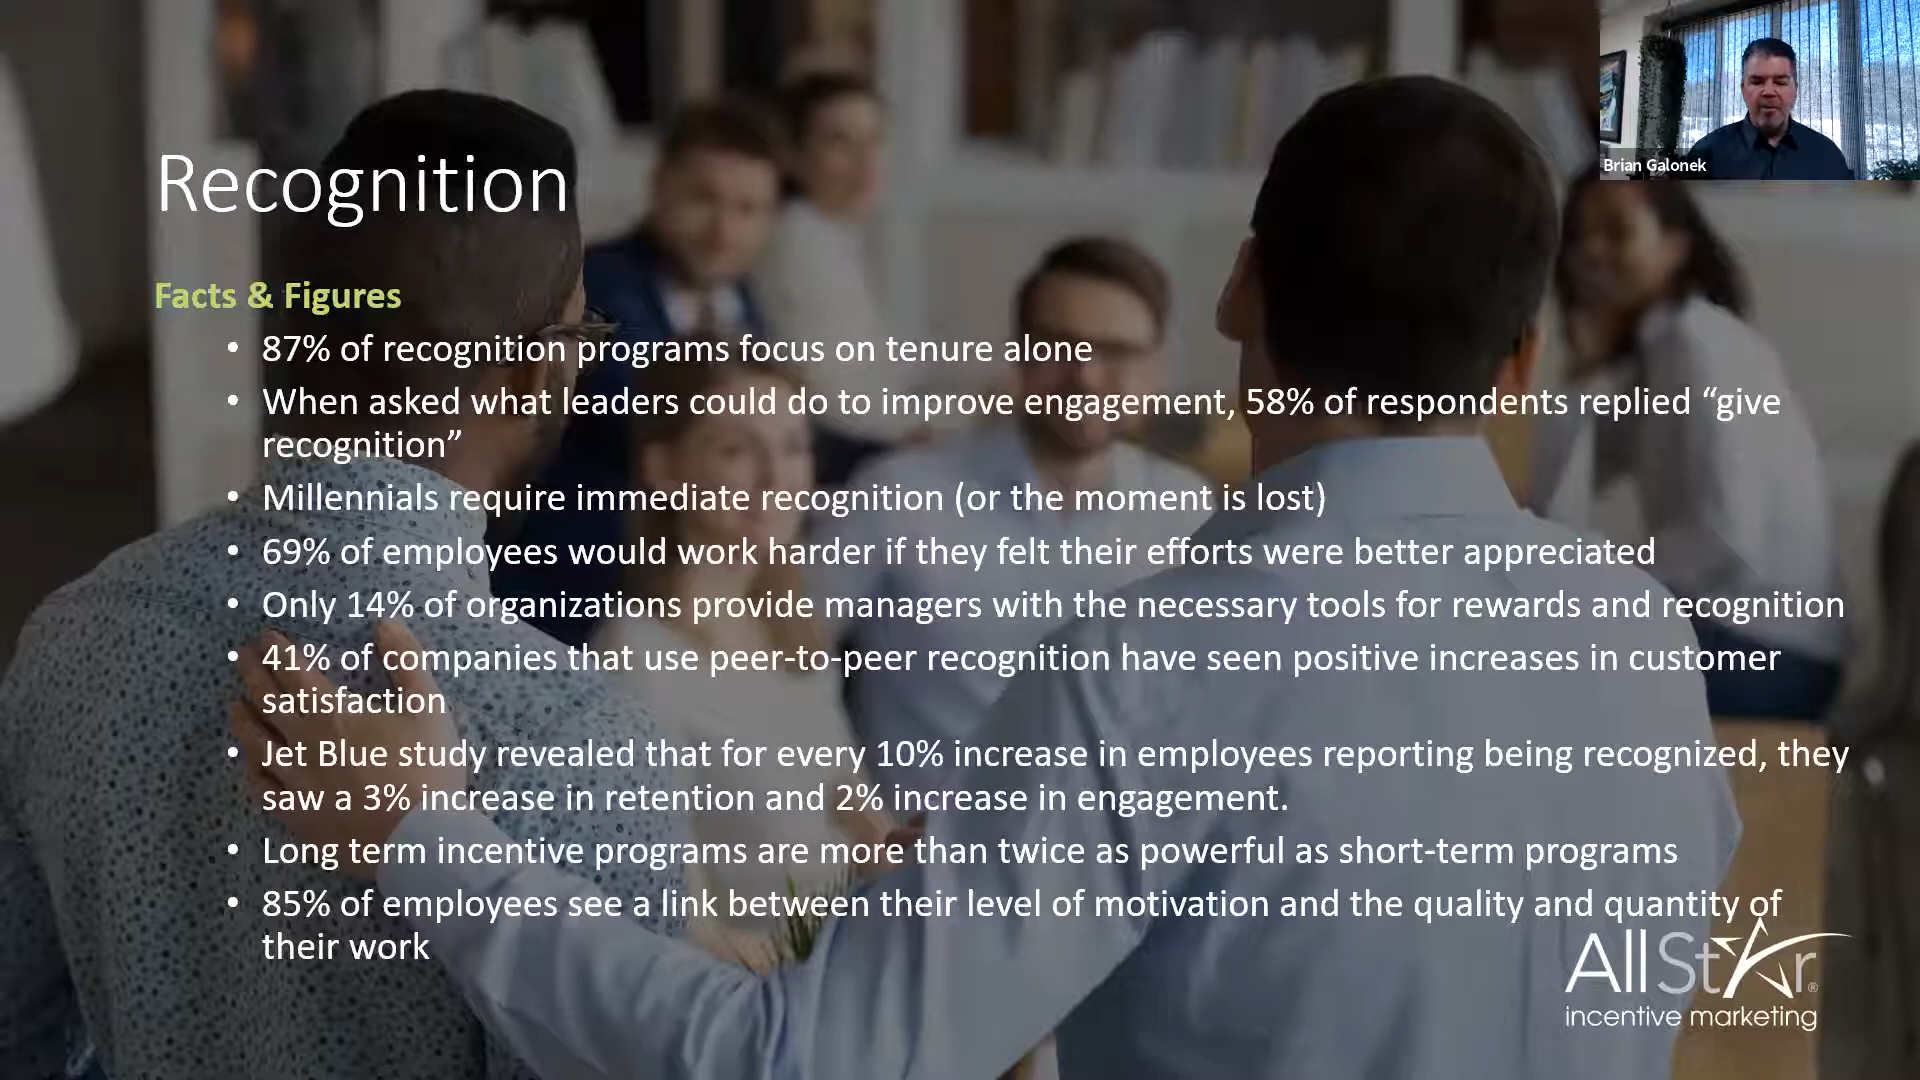 Brian Galonek
Recognition
Facts & Figures
• 87% of recognition programs focus on tenure alone
• When asked what leaders could do to improve engagement, 58% of respondents replied “give
recognition”
• Millennials require immediate recognition (or the moment is lost)
• 69% of employees would work harder if they felt their efforts were better appreciated
• Only 14% of organizations provide managers with the necessary tools for rewards and recognition
• 41% of companies that use peer-to-peer recognition have seen positive increases in customer
satisfaction
• Jet Blue study revealed that for every 10% increase in employees reporting being recognized, they
saw a 3% increase in retention and 2% increase in engagement.
• Long term incentive programs are more than twice as powerful as short-term programs
• 85% of employees see a link between their level of motivation and the quality and quantity of
their work
All Star®
incentive marketing